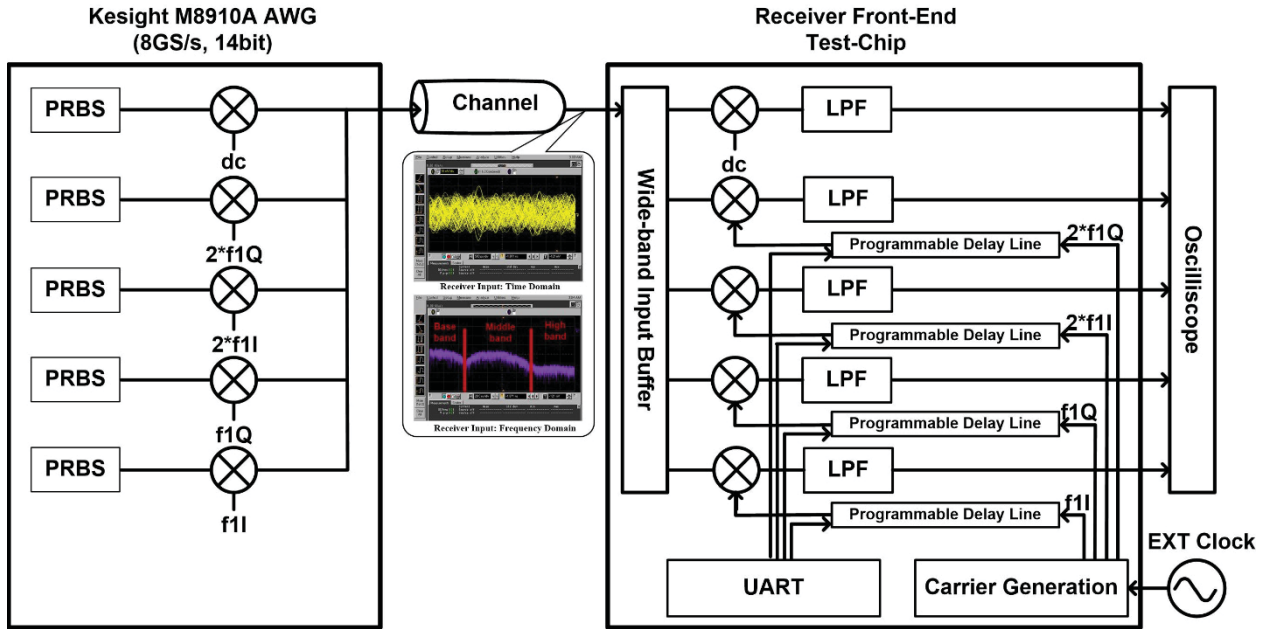 Kesight M8910A AWG
(8GS/s, 14bit)
PRBS
dc
PRBS
2*f1Q
PRBS
2*f1I
PRBS
f1Q
PRBS
f1I
Channel
Receiver Input: Time Domain
Base
band
Middle
band
High
band
Receiver Input: Frequency Domain
Receiver Front-End
Test-Chip
Wide-band Input Buffer
LPF
dc
LPF
Programmable Delay Line
2*f1Q
LPF
Programmable Delay Line
2*f1I
LPF
Programmable Delay Line
f1Q
LPF
Programmable Delay Line
f1I
UART
Carrier Generation
Osciliiscope
EXT Clock